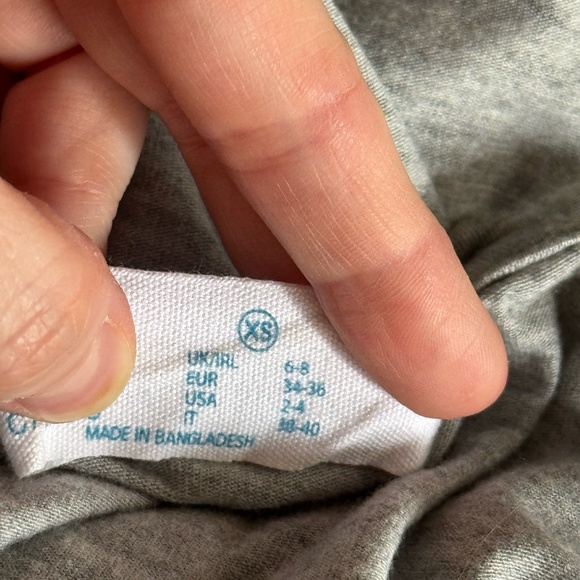 XS
UK/IRL 6-8
EUR 34-36
USA 2-4
IT 38-40
MADE IN BANGLADESH